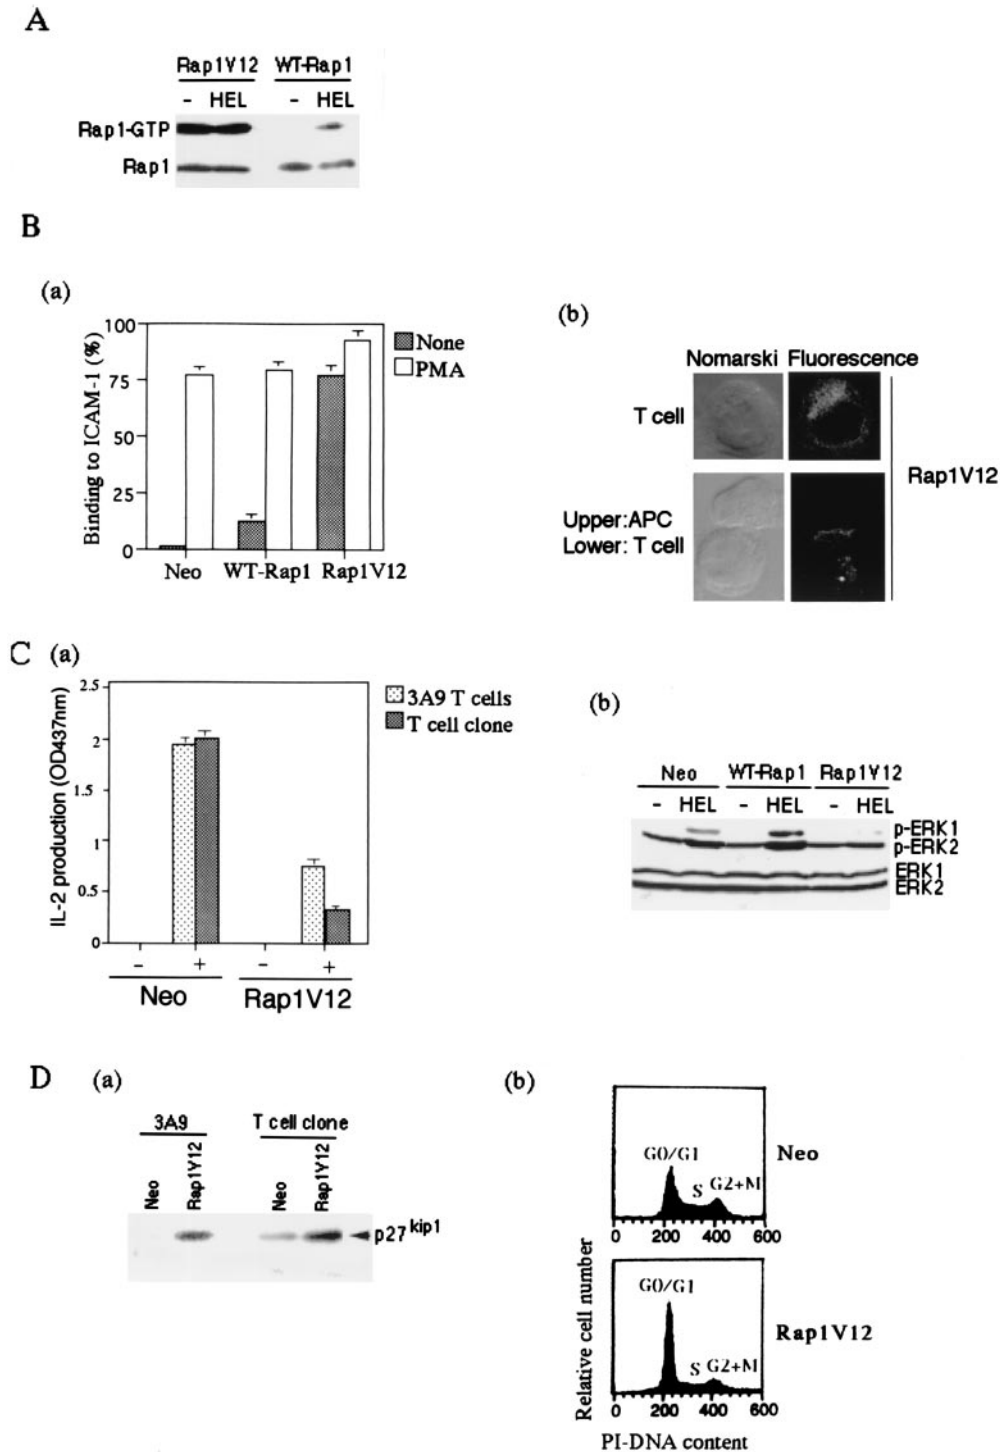 A
Rap1V12 WT-Rap1
- HEL - HEL
Rap1-GTP
Rap1
B
(a)
Binding to ICAM-1 (%)
100
75
50
25
0
Neo WT-Rap1 Rap1V12
None
PMA
(b)
Nomarski Fluorescence
T cell
Upper:APC
Lower: T cell
Rap1V12
C (a)
IL-2 production (OD437nm)
2.5
2
1.5
1
0.5
0
- + - +
Neo Rap1V12
3A9 T cells
T cell clone
(b)
Neo WT-Rap1 Rap1V12
- HEL - HEL - HEL
p-ERK1
p-ERK2
ERK1
ERK2
D (a)
3A9 T cell clone
Neo Rap1V12 Neo Rap1V12
p27kip1
(b)
G0/G1
S G2+M
Neo
0 200 400 600
G0/G1
S G2+M
Rap1V12
0 200 400 600
Relative cell number
PI-DNA content